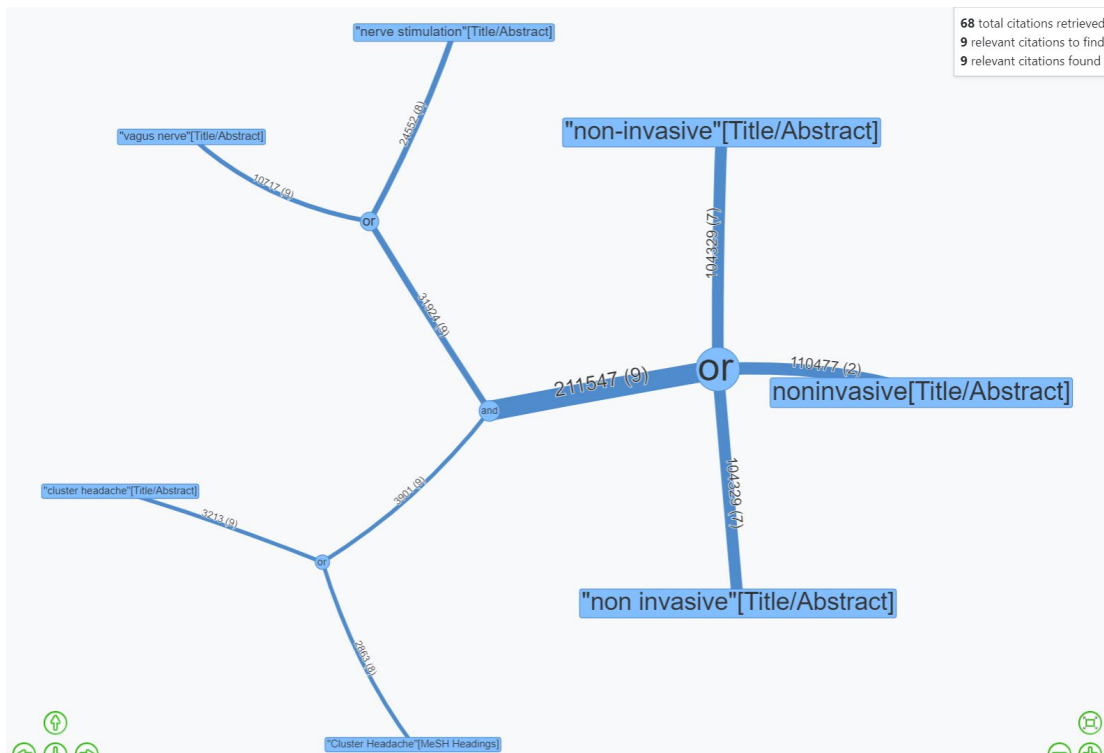 68 total citations retrieved
9 relevant citations to find
9 relevant citations found
"nerve stimulation"[Title/Abstract]
24552 (8)
"vagus nerve"[Title/Abstract]
10717 (9)
or
31924 (9)
"non-invasive"[Title/Abstract]
104329 (7)
or
110477 (2)
noninvasive[Title/Abstract]
211547 (9)
and
3901 (9)
"cluster headache"[Title/Abstract]
3213 (9)
or
104329 (7)
"non invasive"[Title/Abstract]
2863 (8)
"Cluster Headache"[MeSH Headings]